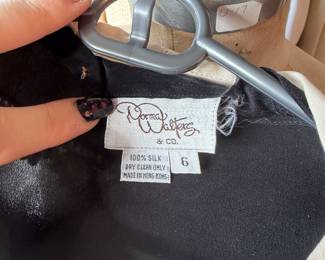 Norma
Walters
& CO.
100% SILK
DRY CLEAN ONLY
MADE IN HONG KONG
6